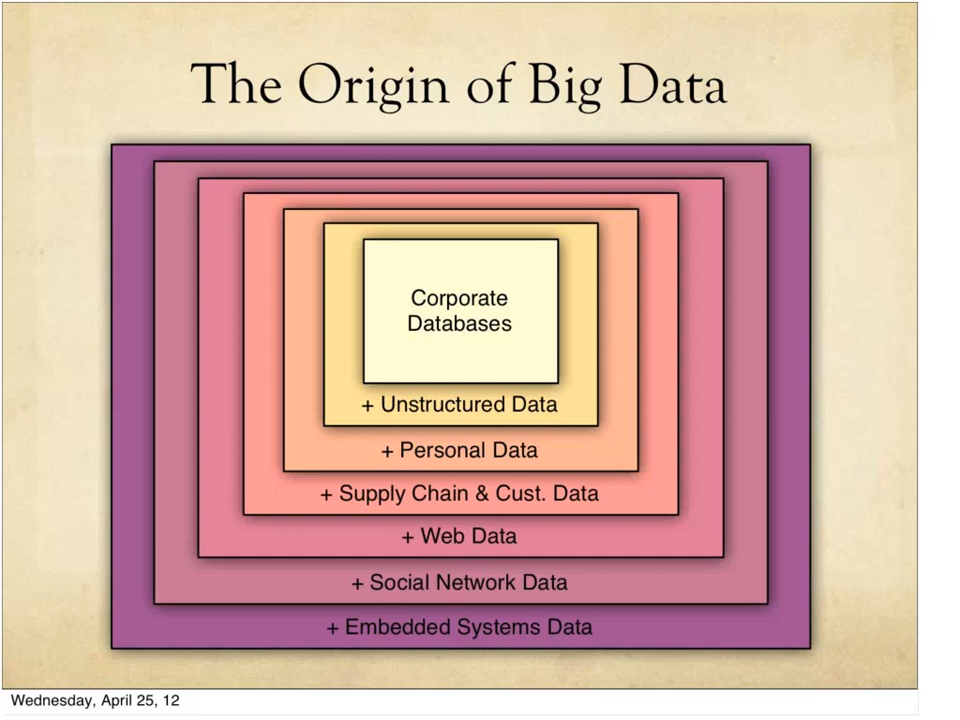 The Origin of Big Data
Corporate
Databases
+ Unstructured Data
+ Personal Data
+ Supply Chain & Cust. Data
+ Web Data
+ Social Network Data
+ Embedded Systems Data
Wednesday, April 25, 12